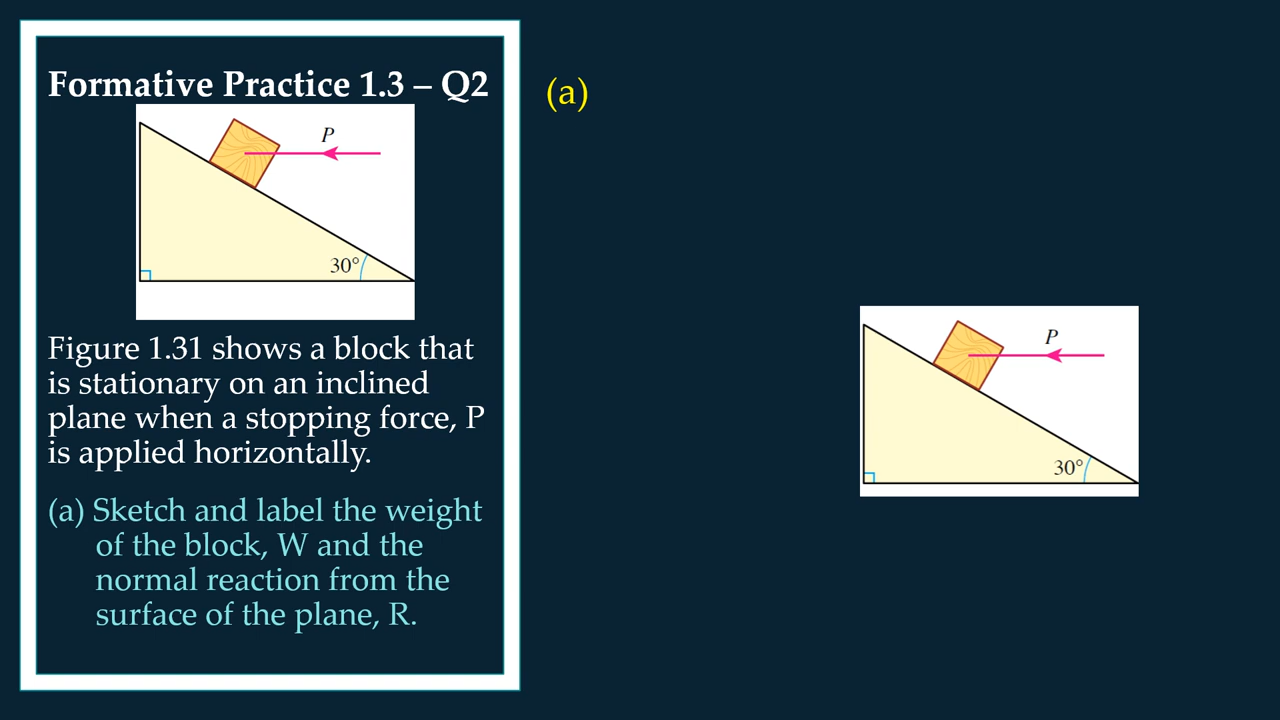 Formative Practice 1.3 – Q2
P
30°
Figure 1.31 shows a block that
is stationary on an inclined
plane when a stopping force, P
is applied horizontally.
(a) Sketch and label the weight
of the block, W and the
normal reaction from the
surface of the plane, R.
(a)
P
30°